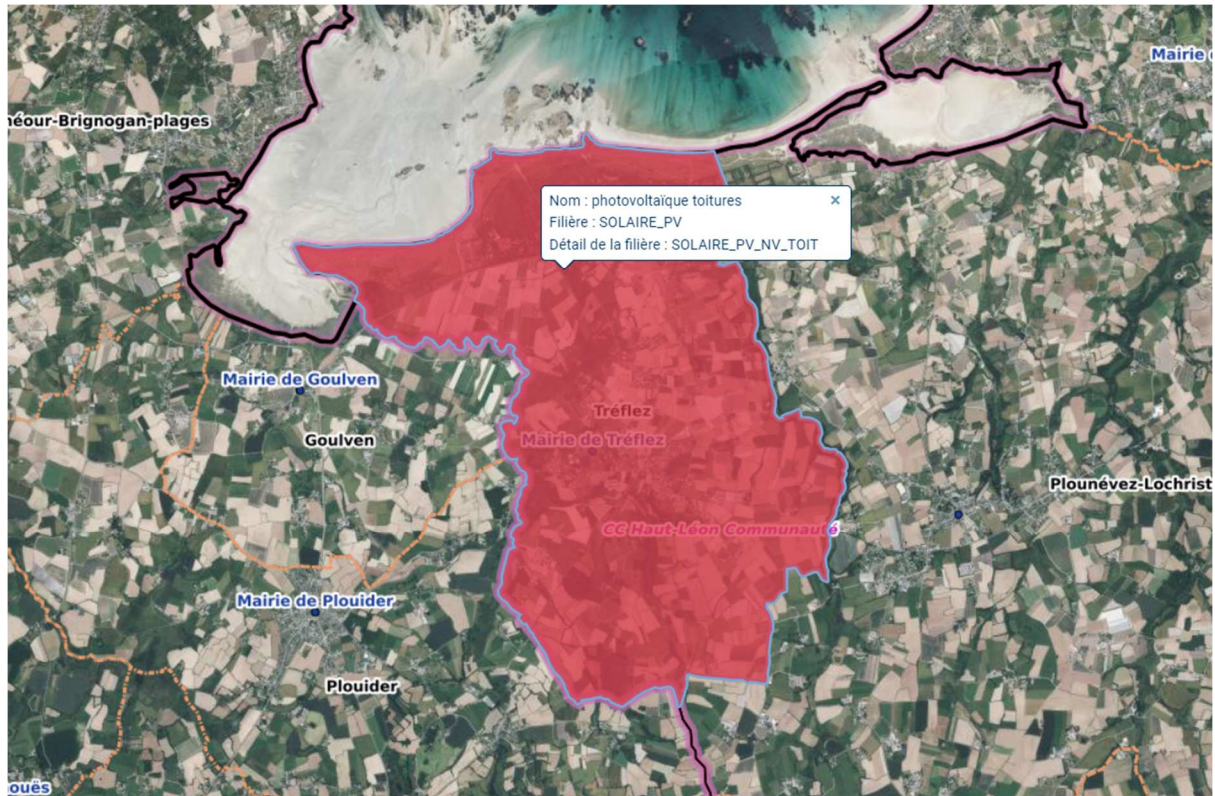 Mairie
néour-Brignogan-plages
Nom : photovoltaïque toitures
×
Filière : SOLAIRE_PV
Détail de la filière : SOLAIRE_PV_NV_TOIT
Mairie de Goulven
Tréflez
Goulven
Mairie de Tréflez
Plounévez-Lochrist
CC Haut-Léon Communauté
Mairie de Plouider
Plouider
ouës